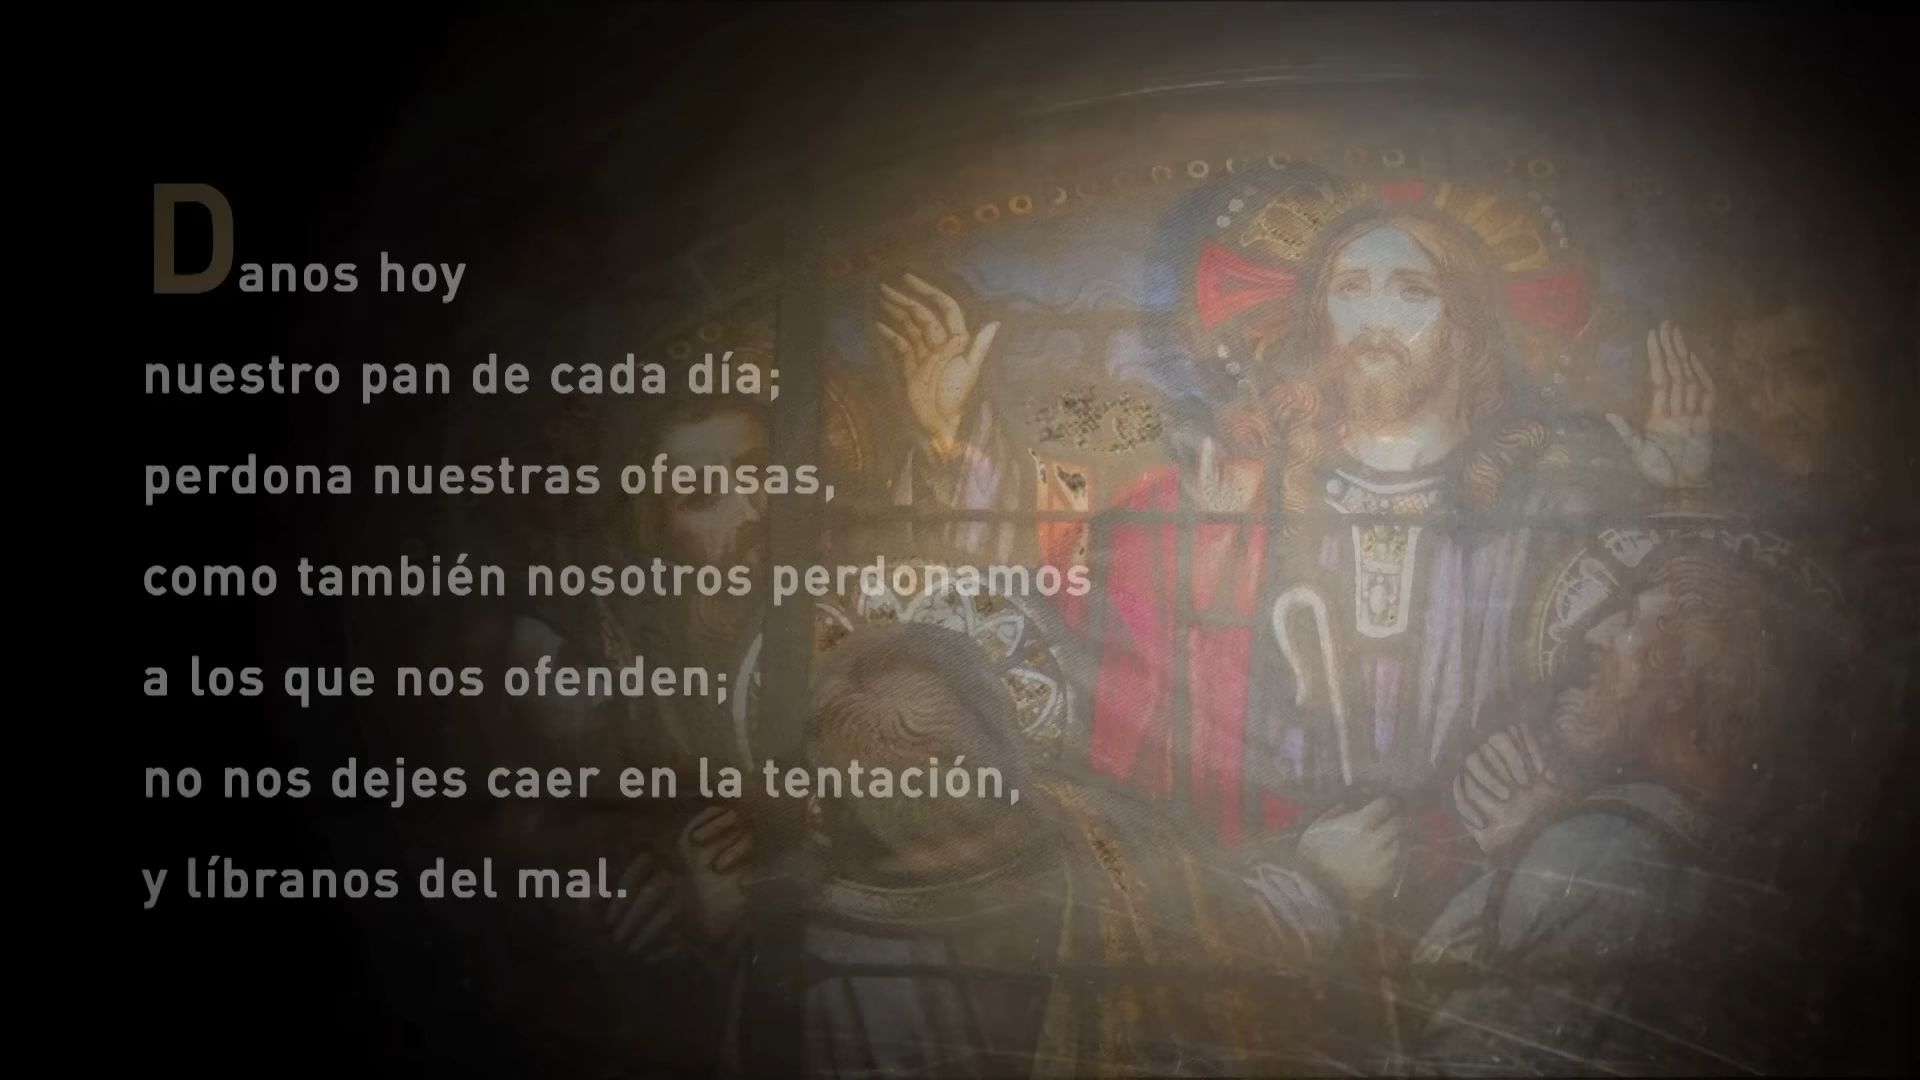 Danos hoy
nuestro pan de cada día;
perdona nuestras ofensas,
como también nosotros perdonamos
a los que nos ofenden;
no nos dejes caer en la tentación,
y líbranos del mal.